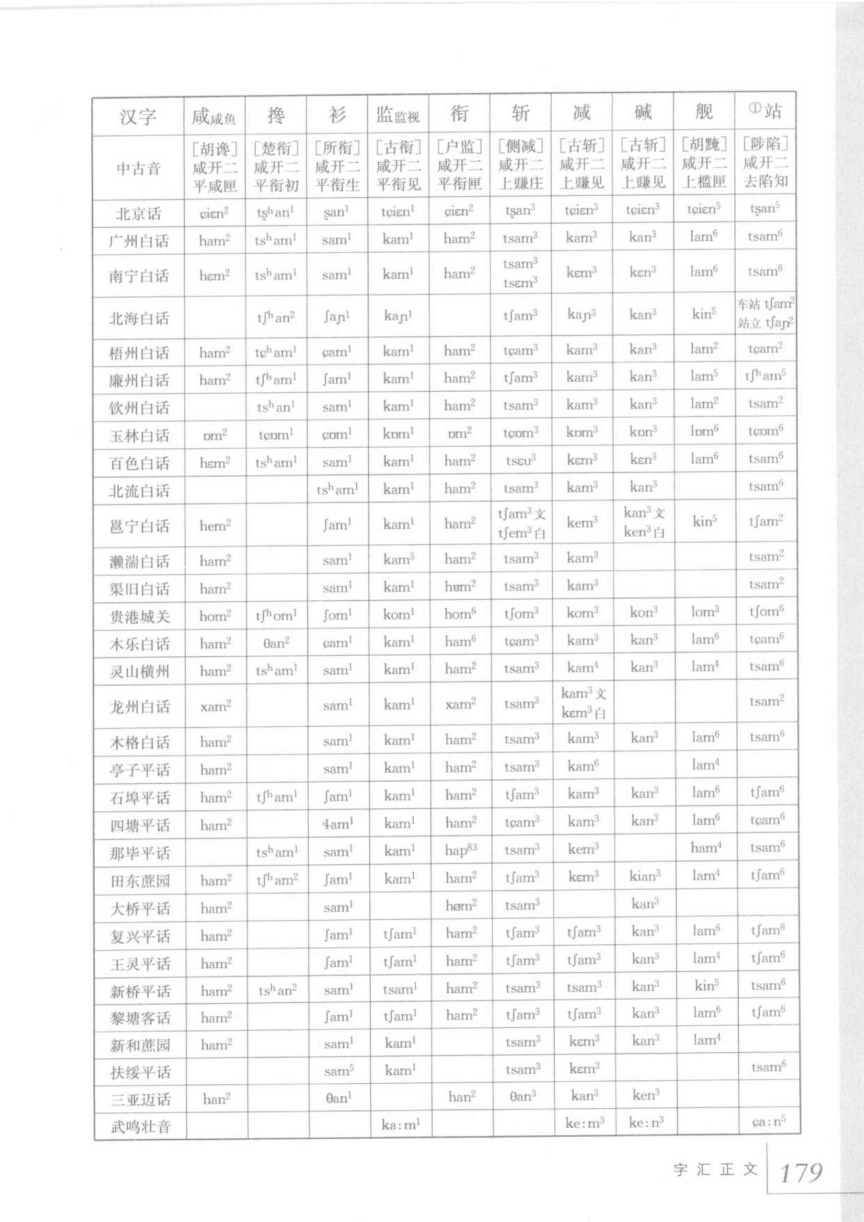 汉字 咸咸鱼 搀 衫 监监视 衔 斩 减 碱 舰 ①站
中古音 [胡谗]咸开二平咸匣 [楚衔]咸开二平衔初 [所衔]咸开二平衔生 [古衔]咸开二平衔见 [户监]咸开二平衔匣 [侧减]咸开二上豏庄 [古斩]咸开二上豏见 [古斩]咸开二上豏见 [胡黤]咸开二上槛匣 [陟陷]咸开二去陷知
北京话 ɕiɛn² tʂʰan¹ ʂan¹ tɕiɛn¹ ɕiɛn² tʂan³ tɕiɛn³ tɕiɛn³ tɕiɛn⁵ tʂan⁵
广州白话 ham² tsʰam¹ sam¹ kam¹ ham² tsam³ kam³ kan³ lam⁶ tsam⁶
南宁白话 hɛm² tsʰam¹ sam¹ kam¹ ham² tsam³ tsɛm³ kɛm³ kɛn³ lam⁶ tsam⁶
北海白话 tʃʰan² ʃaɲ¹ kaɲ¹ tʃam³ kaɲ³ kan³ kin⁵ 车站 tʃam² 站立 tʃaɲ²
梧州白话 ham² tɕʰam¹ ɕam¹ kam¹ ham² tɕam³ kam³ kan³ lam² tɕam²
廉州白话 ham² tʃʰam¹ ʃam¹ kam¹ ham² tʃam³ kam³ kan³ lam⁵ tʃʰam⁵
钦州白话 tsʰan¹ sam¹ kam¹ ham² tsam³ kam³ kan³ lam² tsam²
玉林白话 ɒm² tɕɒm¹ ɕɒm¹ kɒm¹ ɒm² tɕɒm³ kɒm³ kɒn³ lɒm⁶ tɕɒm⁶
百色白话 hɛm² tsʰam¹ sam¹ kam¹ ham² tsɛu³ kɛm³ kɛn³ lam⁶ tsam⁶
北流白话 tsʰam¹ kam¹ ham² tsam³ kam³ kan³ tsam⁶
邕宁白话 hem² ʃam¹ kam¹ ham² tʃam³文 tʃem³白 kem³ kan³文 ken³白 kin⁵ tʃam²
濑湍白话 ham² sam¹ kam⁵ ham² tsam³ kam³ tsam²
渠旧白话 ham² sam¹ kam¹ hɐm² tsam³ kam³ tsam²
贵港城关 hom² tʃʰom¹ ʃom¹ kom¹ hom⁶ tʃom³ kom³ kon³ lom³ tʃom⁶
木乐白话 ham² θan² ɕam¹ kam¹ ham⁶ tɕam³ kam³ kan³ lam⁶ tɕam⁶
灵山横州 ham² tsʰam¹ sam¹ kam¹ ham² tsam³ kam⁴ kan³ lam⁴ tsam⁶
龙州白话 xam² sam¹ kam¹ xam² tsam³ kam³文 kɛm³白 tsam²
木格白话 ham² sam¹ kam¹ ham² tsam³ kam³ kan³ lam⁶ tsam⁶
亭子平话 ham² sam¹ kam¹ ham² tsam³ kam⁶ lam⁴
石埠平话 ham² tʃʰam¹ ʃam¹ kam¹ ham² tʃam³ kam³ kan³ lam⁶ tʃam⁶
四塘平话 ham² ɬam¹ kam¹ ham² tɕam³ kam³ kan³ lam⁶ tɕam⁶
那毕平话 tsʰam¹ sam¹ kam¹ hap⁸³ tsam³ kem³ ham⁴ tsam⁶
田东蔗园 ham² tʃʰam² ʃam¹ kam¹ ham² tʃam³ kɛm³ kian³ lam⁴ tʃam⁶
大桥平话 ham² sam¹ høm² tsam³ kan³
复兴平话 ham² ʃam¹ tʃam¹ ham² tʃam³ tʃam³ kan³ lam⁶ tʃam⁶
王灵平话 ham² ʃam¹ tʃam¹ ham² tʃam³ tʃam³ kan³ lam⁴ tʃam⁶
新桥平话 ham² tsʰan² sam¹ tsam¹ ham² tsam³ tsam³ kan³ kin⁵ tsam⁶
黎塘客话 ham² ʃam¹ tʃam¹ ham² tʃam³ tʃam³ kan³ lam⁶ tʃam⁶
新和蔗园 ham² sam¹ kam¹ tsam³ kɛm³ kan³ lam⁴
扶绥平话 sam⁵ kam¹ tsam³ kɛm³ tsam⁶
三亚迈话 han² θan¹ han² θan³ kan³ ken³
武鸣壮音 ka:m¹ ke:m³ ke:n³ ɕa:n⁵
字汇正文 179